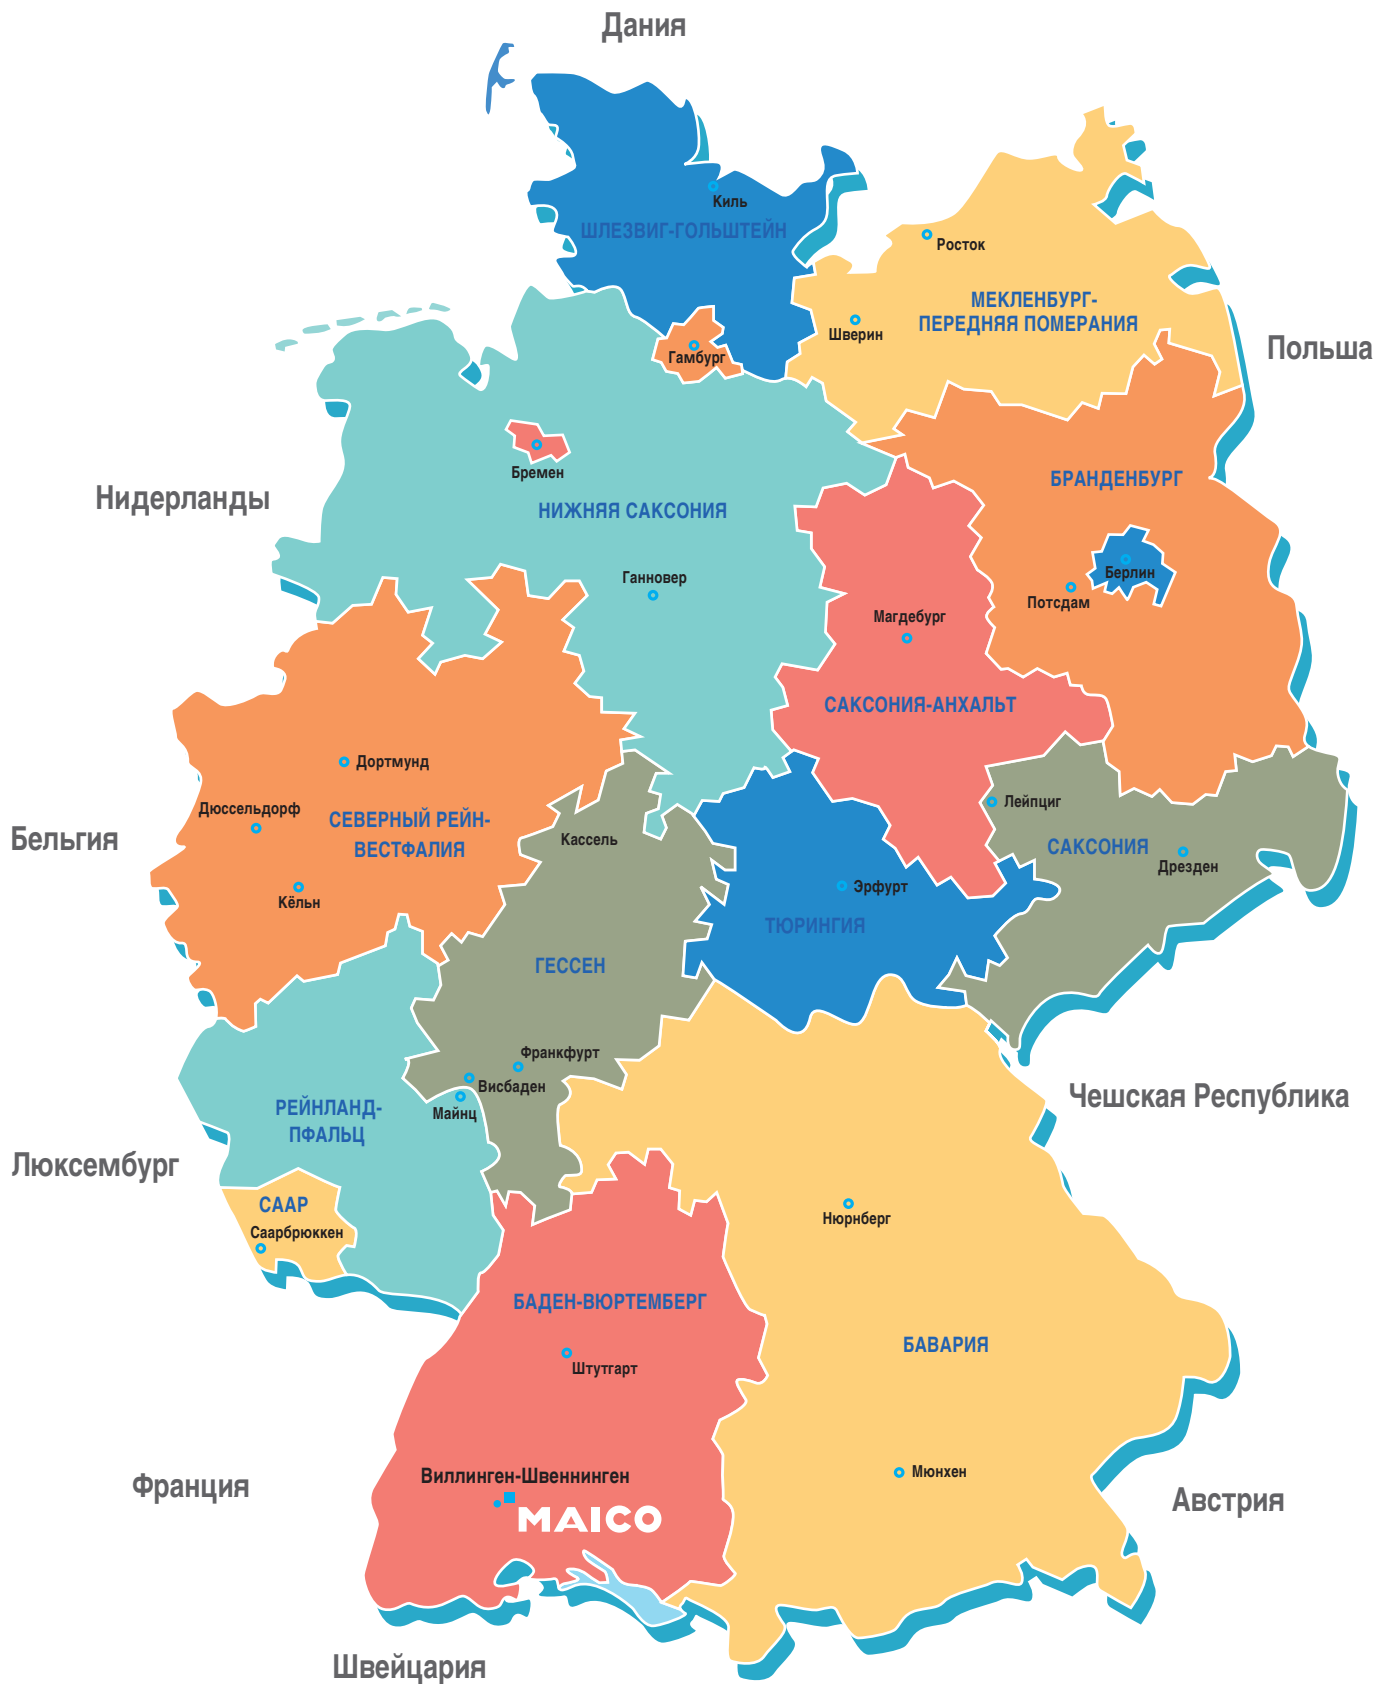 Дания
Киль
ШЛЕЗВИГ-ГОЛЬШТЕЙН
Росток
МЕКЛЕНБУРГ-
ПЕРЕДНЯЯ ПОМЕРАНИЯ
Шверин
Польша
Гамбург
Бремен
БРАНДЕНБУРГ
Нидерланды
НИЖНЯЯ САКСОНИЯ
Ганновер
Берлин
Потсдам
Магдебург
САКСОНИЯ-АНХАЛЬТ
Дортмунд
Лейпциг
Дюссельдорф
СЕВЕРНЫЙ РЕЙН-
ВЕСТФАЛИЯ
Бельгия
Кассель
САКСОНИЯ
Дрезден
Эрфурт
Кёльн
ТЮРИНГИЯ
ГЕССЕН
Франкфурт
Висбаден
Чешская Республика
РЕЙНЛАНД-
ПФАЛЬЦ
Майнц
Люксембург
СААР
Саарбрюккен
Нюрнберг
БАДЕН-ВЮРТЕМБЕРГ
БАВАРИЯ
Штутгарт
Мюнхен
Виллинген-Швеннинген
MAICO
Франция
Австрия
Швейцария